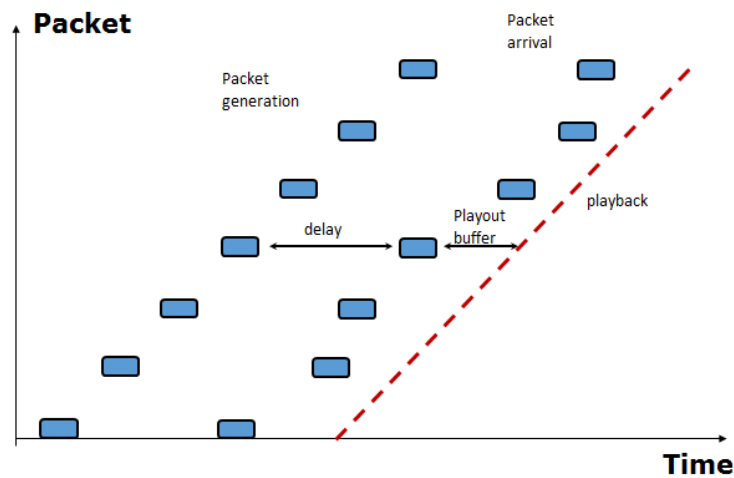 Packet
Packet
arrival
Packet
generation
playback
Playout
buffer
delay
Time